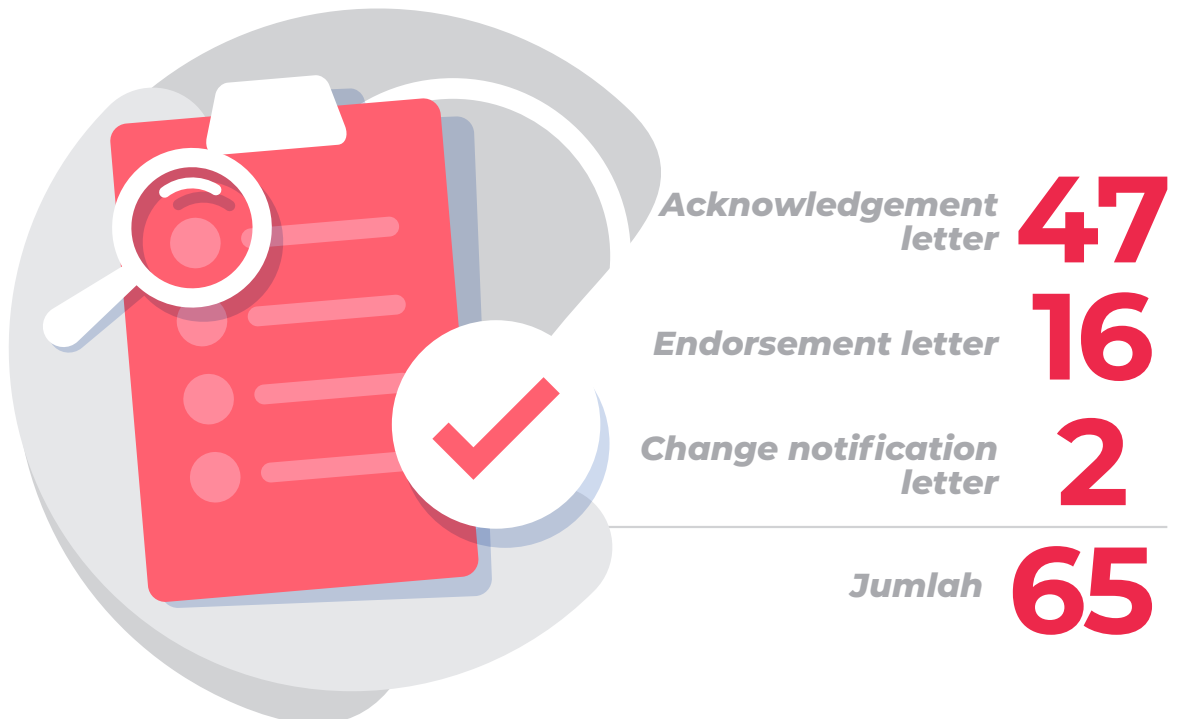 Acknowledgement
letter
47
Endorsement letter 16
Change notification
letter
2
Jumlah 65